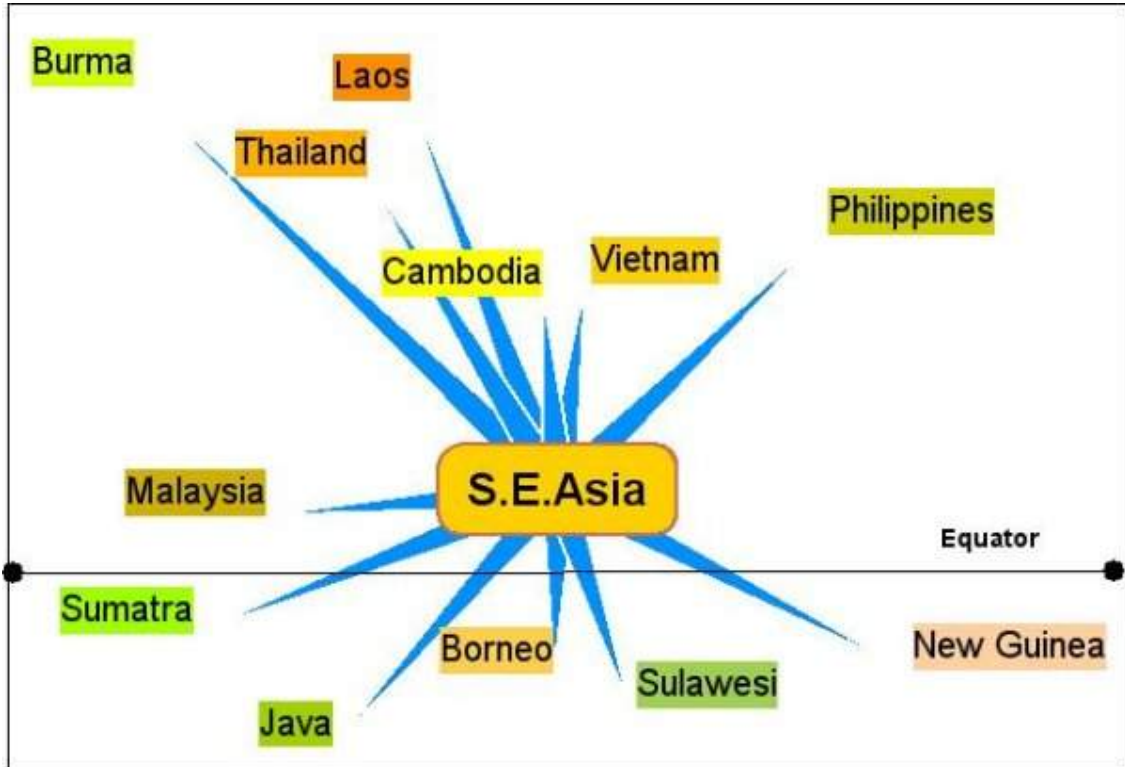 Burma
Laos
Thailand
Philippines
Cambodia
Vietnam
Malaysia
S.E.Asia
Equator
Sumatra
Borneo
New Guinea
Sulawesi
Java